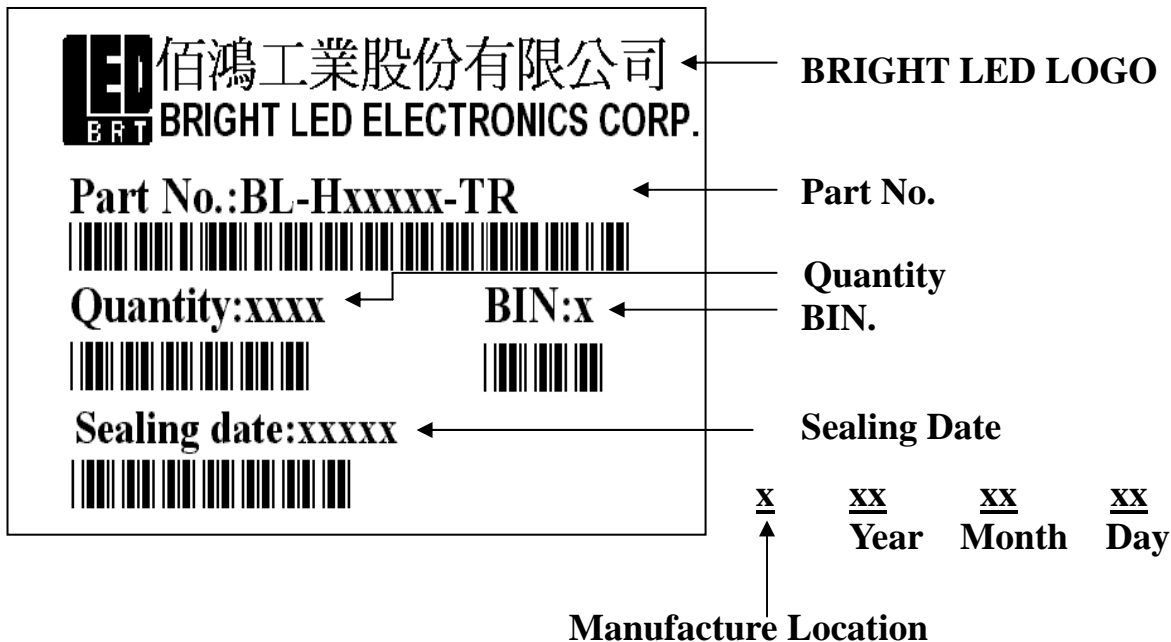 LED 佰鴻工業股份有限公司
BRT BRIGHT LED ELECTRONICS CORP.
BRIGHT LED LOGO
Part No.:BL-Hxxxxx-TR
Part No.
Quantity:xxxx
BIN:x
Quantity
BIN.
Sealing date:xxxxx
Sealing Date
x xx xx xx
Year Month Day
Manufacture Location